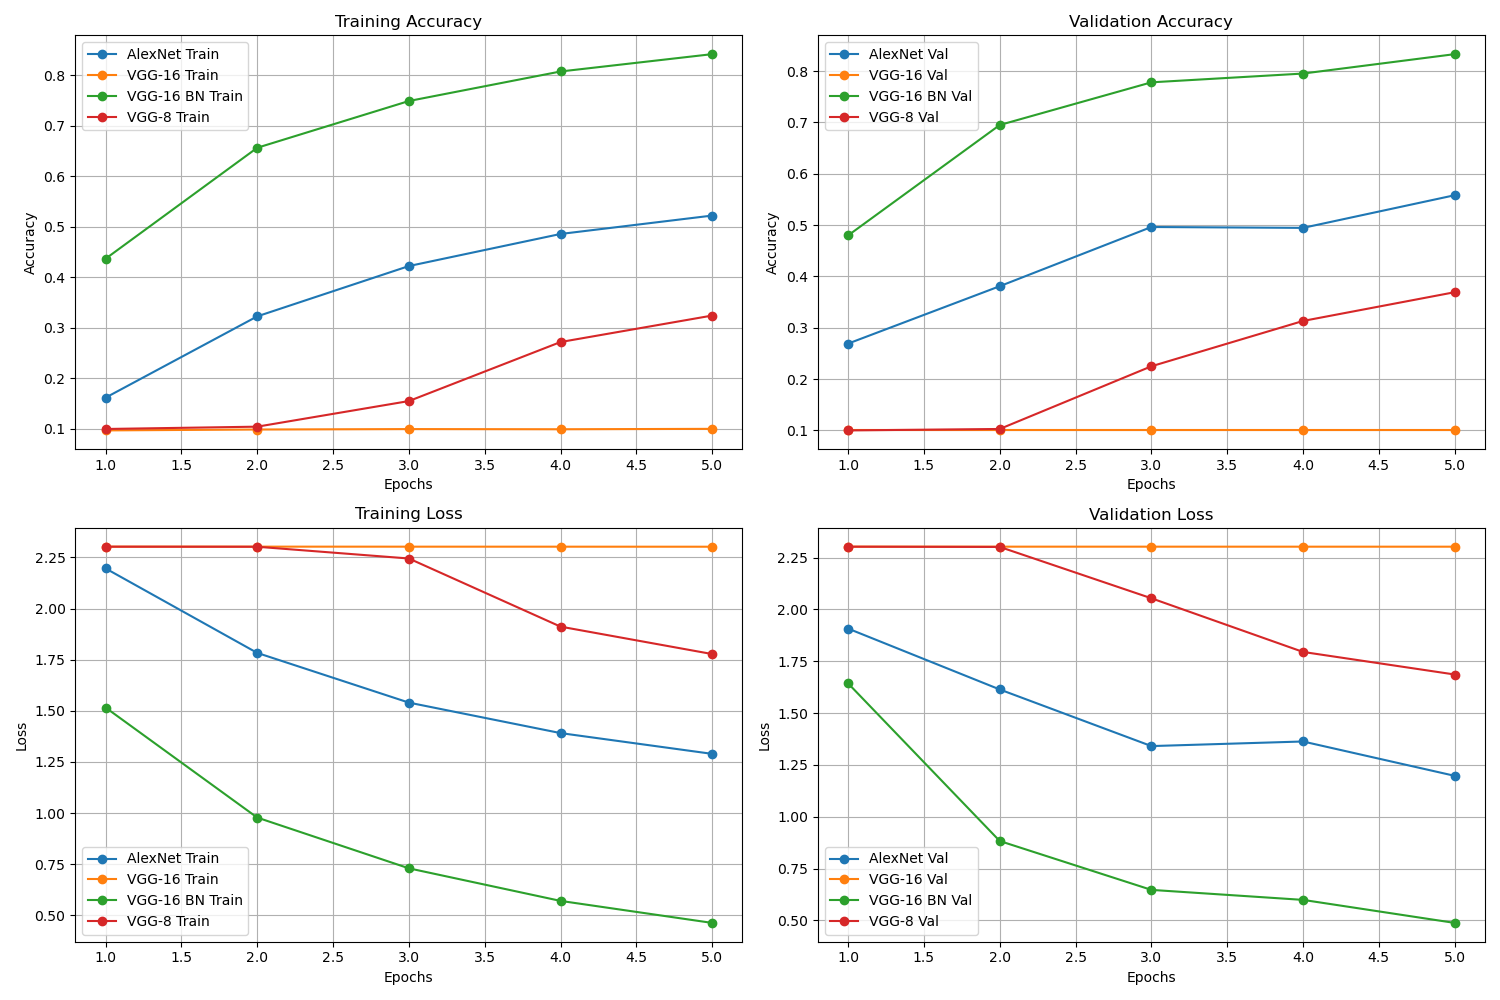 Training Accuracy
Accuracy
0.8
0.7
0.6
0.5
0.4
0.3
0.2
0.1
AlexNet Train
VGG-16 Train
VGG-16 BN Train
VGG-8 Train
1.0 1.5 2.0 2.5 3.0 3.5 4.0 4.5 5.0
Epochs
Validation Accuracy
Accuracy
0.8
0.7
0.6
0.5
0.4
0.3
0.2
0.1
AlexNet Val
VGG-16 Val
VGG-16 BN Val
VGG-8 Val
1.0 1.5 2.0 2.5 3.0 3.5 4.0 4.5 5.0
Epochs
Training Loss
Loss
2.25
2.00
1.75
1.50
1.25
1.00
0.75
0.50
AlexNet Train
VGG-16 Train
VGG-16 BN Train
VGG-8 Train
1.0 1.5 2.0 2.5 3.0 3.5 4.0 4.5 5.0
Epochs
Validation Loss
Loss
2.25
2.00
1.75
1.50
1.25
1.00
0.75
0.50
AlexNet Val
VGG-16 Val
VGG-16 BN Val
VGG-8 Val
1.0 1.5 2.0 2.5 3.0 3.5 4.0 4.5 5.0
Epochs